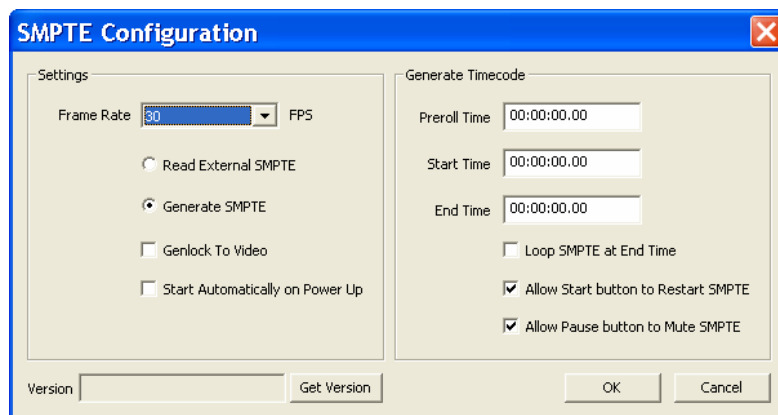 SMPTE Configuration
Settings
Frame Rate 30 FPS
Read External SMPTE
Generate SMPTE
Genlock To Video
Start Automatically on Power Up
Generate Timecode
Preroll Time 00:00:00.00
Start Time 00:00:00.00
End Time 00:00:00.00
Loop SMPTE at End Time
Allow Start button to Restart SMPTE
Allow Pause button to Mute SMPTE
Version Get Version
OK Cancel